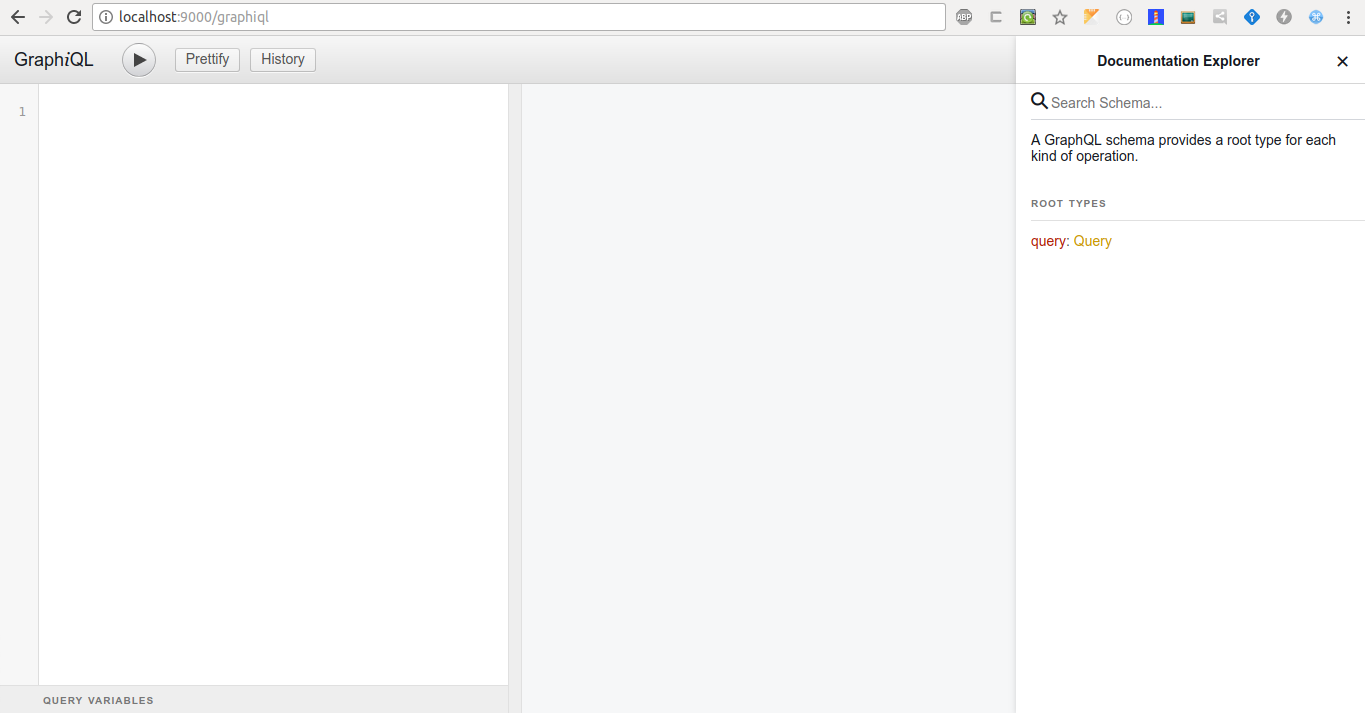 localhost:9000/graphiql
ABP
GraphiQL
Prettify
History
Documentation Explorer
1
Search Schema...
A GraphQL schema provides a root type for each
kind of operation.
ROOT TYPES
query: Query
QUERY VARIABLES